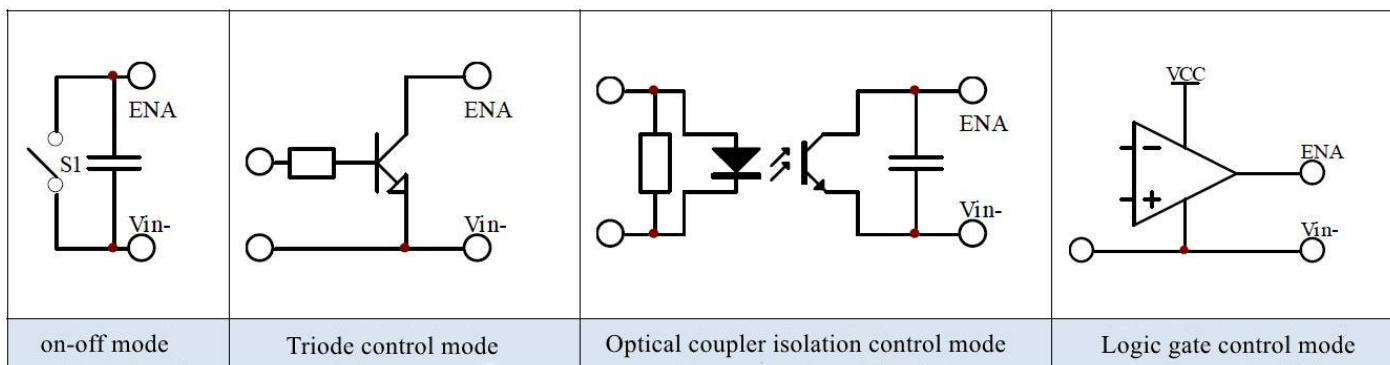 ENA
S1
Vin-
on-off mode
ENA
Vin-
Triode control mode
ENA
Vin-
Optical coupler isolation control mode
VCC
ENA
Vin-
Logic gate control mode